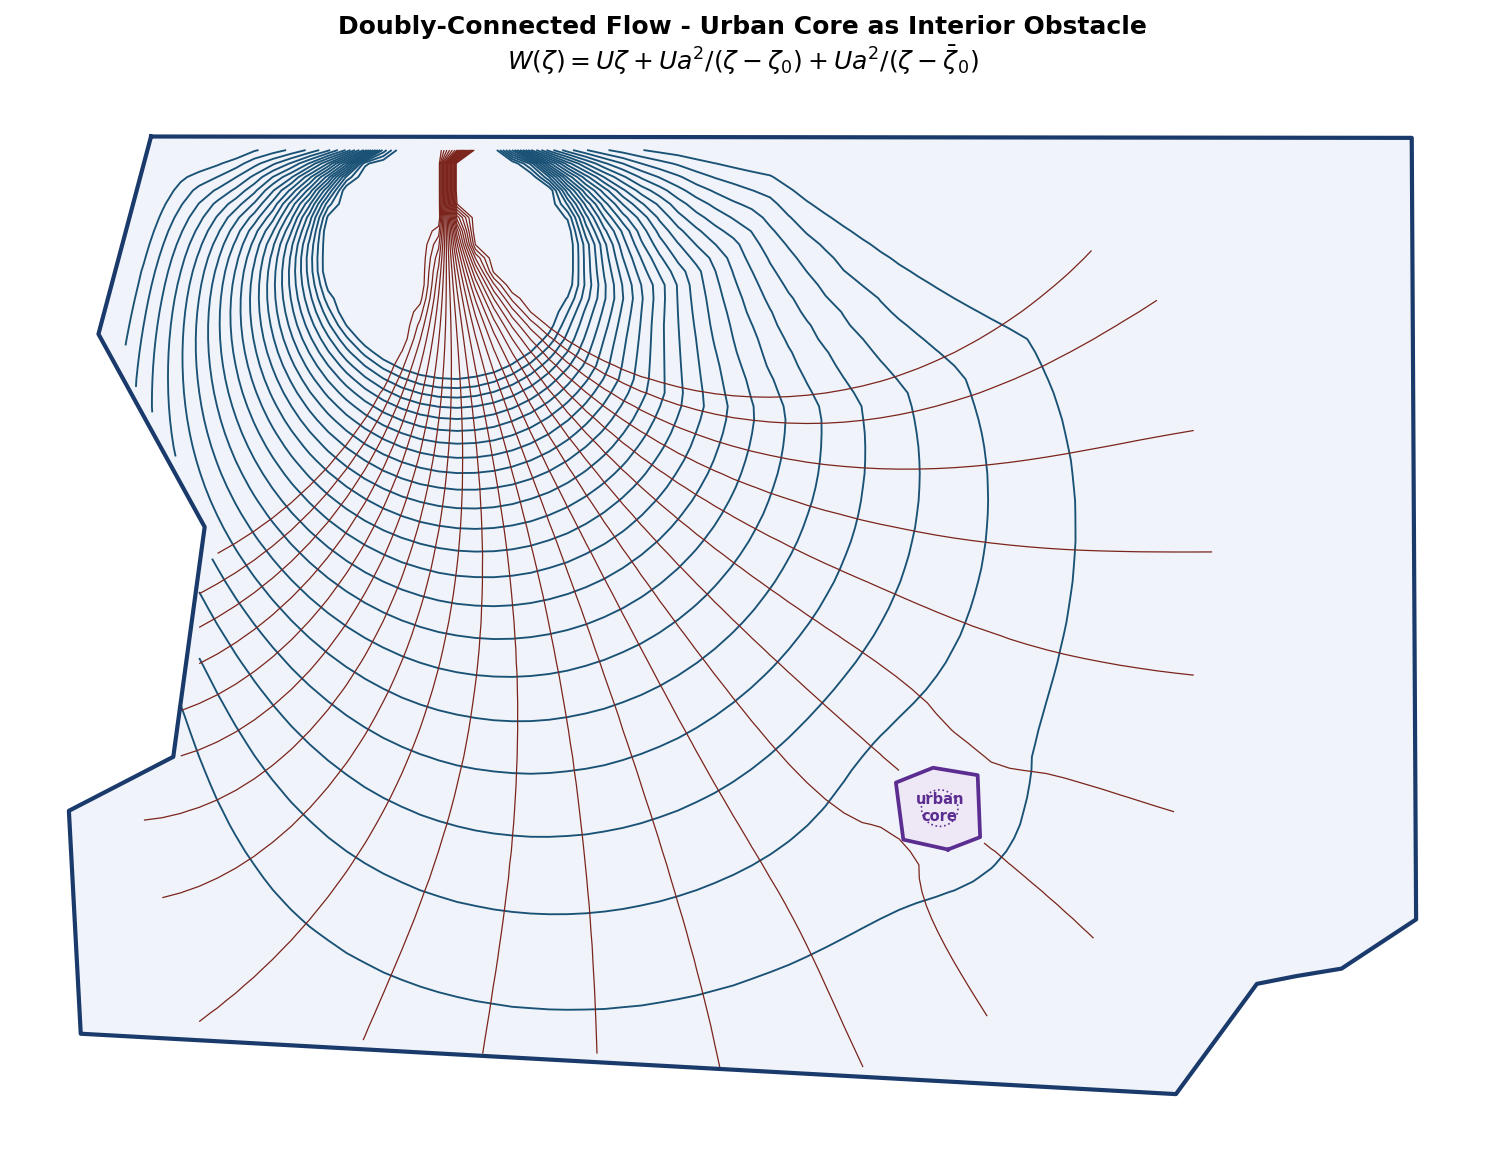 Doubly-Connected Flow - Urban Core as Interior Obstacle
W(ζ) = Uζ + Ua²/(ζ − ζ₀) + Ua²/(ζ − ζ̄₀)
urban
core